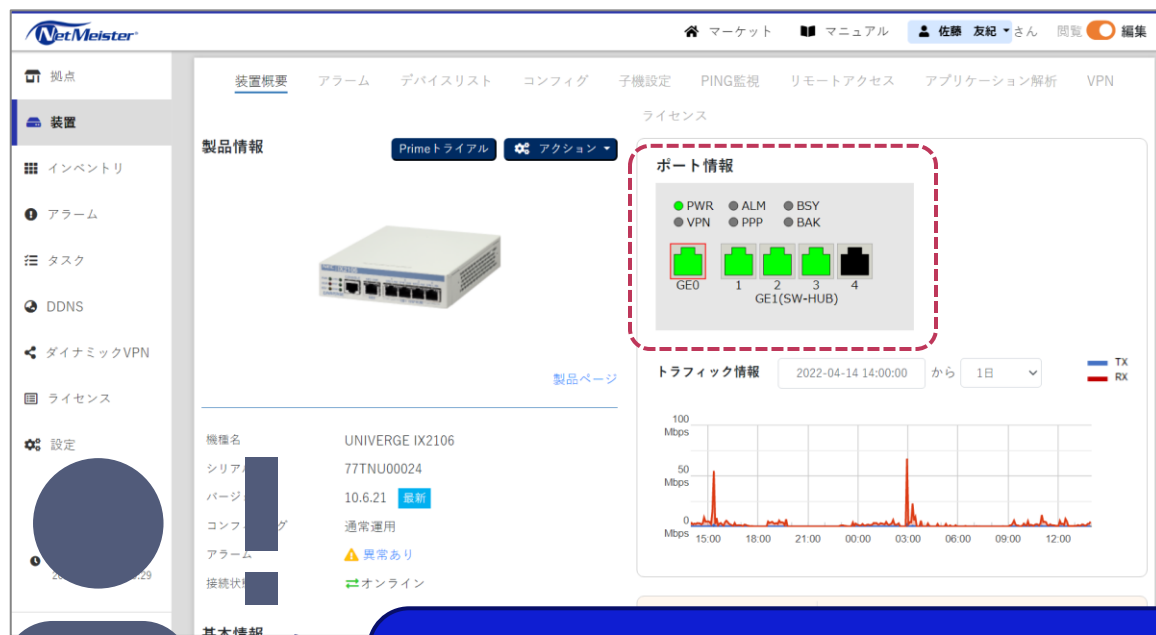 NetMeister
マーケット
マニュアル
佐藤 友紀 さん
閲覧
編集
拠点
装置
インベントリ
アラーム
タスク
DDNS
ダイナミックVPN
ライセンス
設定
装置概要
アラーム
デバイスリスト
コンフィグ
子機設定
PING監視
リモートアクセス
アプリケーション解析
VPN
ライセンス
製品情報
Primeトライアル
アクション
製品ページ
機種名 UNIVERGE IX2106
シリア 77TNU00024
バージ 10.6.21 最新
コンフ グ 通常運用
アラーム 異常あり
接続状 オンライン
基本情報
ポート情報
PWR ALM BSY
VPN PPP BAK
GE0 1 2 3 4
GE1(SW-HUB)
トラフィック情報
2022-04-14 14:00:00
から
1日
TX
RX
100
Mbps
50
Mbps
0
Mbps
15:00 18:00 21:00 00:00 03:00 06:00 09:00 12:00